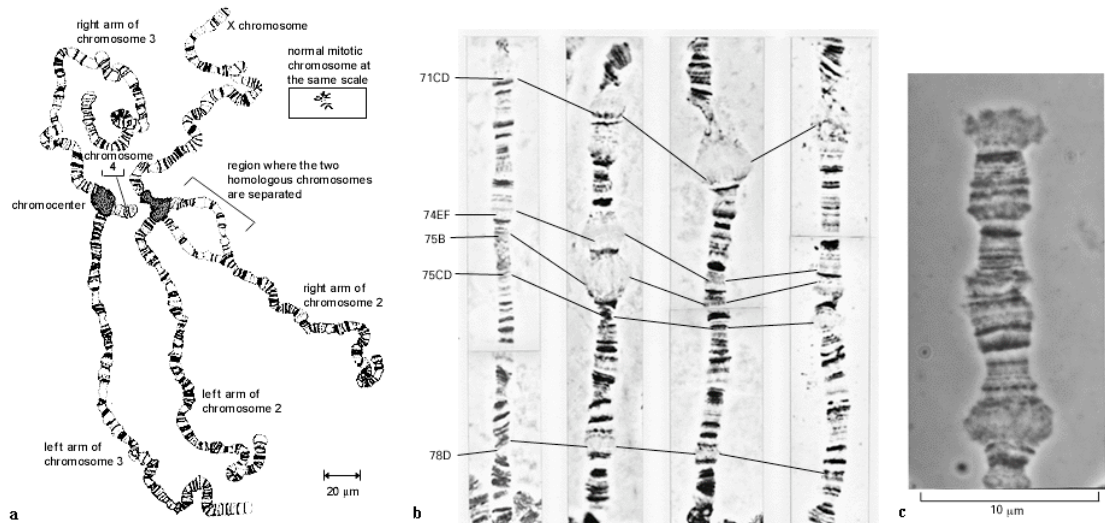 right arm of
chromosome 3
X chromosome
normal mitotic
chromosome at
the same scale
chromosome
4
region where the two
homologous chromosomes
are separated
chromocenter
right arm of
chromosome 2
left arm of
chromosome 2
left arm of
chromosome 3
20 μm
a
71CD
74EF
75B
75CD
78D
b
10 μm
c